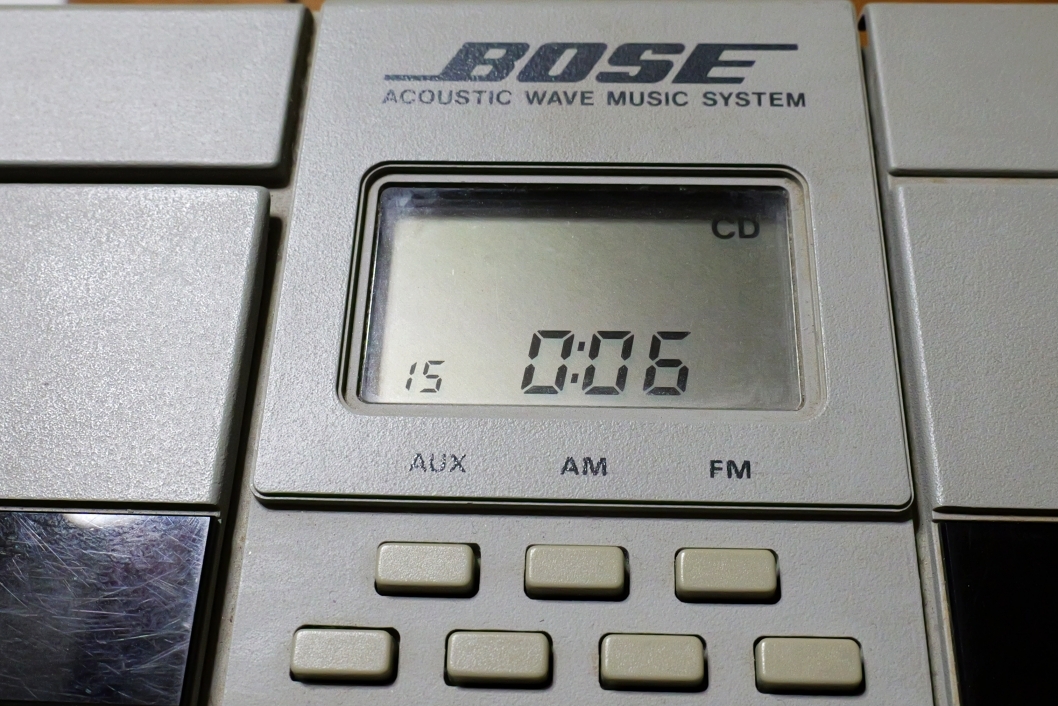 BOSE
ACOUSTIC WAVE MUSIC SYSTEM
CD
15 0:06
AUX AM FM